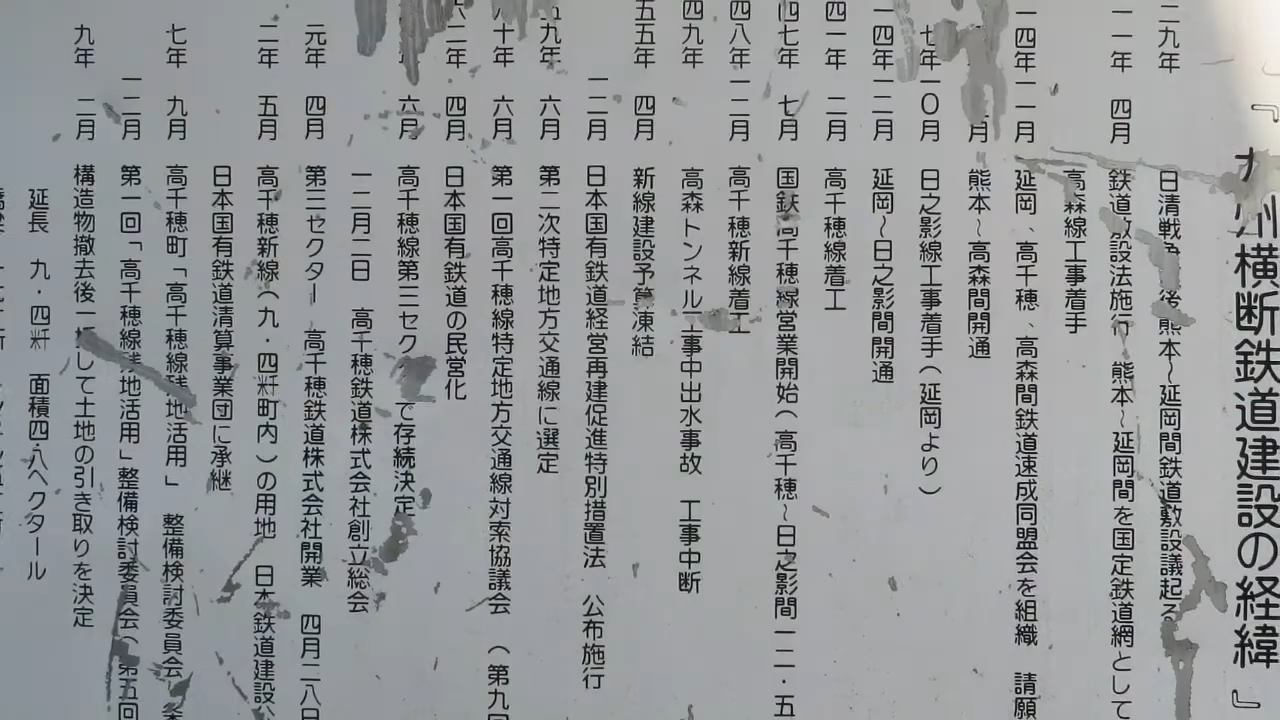 『九州横断鉄道建設の経緯』
二九年 日清戦争後熊本～延岡間鉄道敷設議起る
一一年 四月 鉄道敷設法施行 熊本～延岡間を国定鉄道網として
高森線工事着手
一四年一一月 延岡、高千穂、高森間鉄道速成同盟会を組織 請願
月 熊本～高森間開通
七年一〇月 日之影線工事着手(延岡より)
一四年一二月 延岡～日之影間開通
四一年 二月 高千穂線着工
四七年 七月 国鉄高千穂線営業開始(高千穂～日之影間一二・五
四八年一二月 高千穂新線着工
四九年 高森トンネル工事中出水事故 工事中断
五五年 四月 新線建設予算凍結
一二月 日本国有鉄道経営再建促進特別措置法 公布施行
五九年 六月 第二次特定地方交通線に選定
六十年 六月 第一回高千穂線特定地方交通線対索協議会 (第九回
六二年 四月 日本国有鉄道の民営化
六月 高千穂線第三セクターで存続決定
一二月二日 高千穂鉄道株式会社創立総会
元年 四月 第三セクター 高千穂鉄道株式会社開業 四月二八日
二年 五月 高千穂新線(九・四粁町内)の用地 日本鉄道建設公
日本国有鉄道清算事業団に承継
七年 九月 高千穂町「高千穂線残地活用」 整備検討委員会
一二月 第一回「高千穂線残地活用」整備検討委員会(第五回
九年 二月 構造物撤去後一括して土地の引き取りを決定
延長 九・四粁 面積四・八ヘクタール